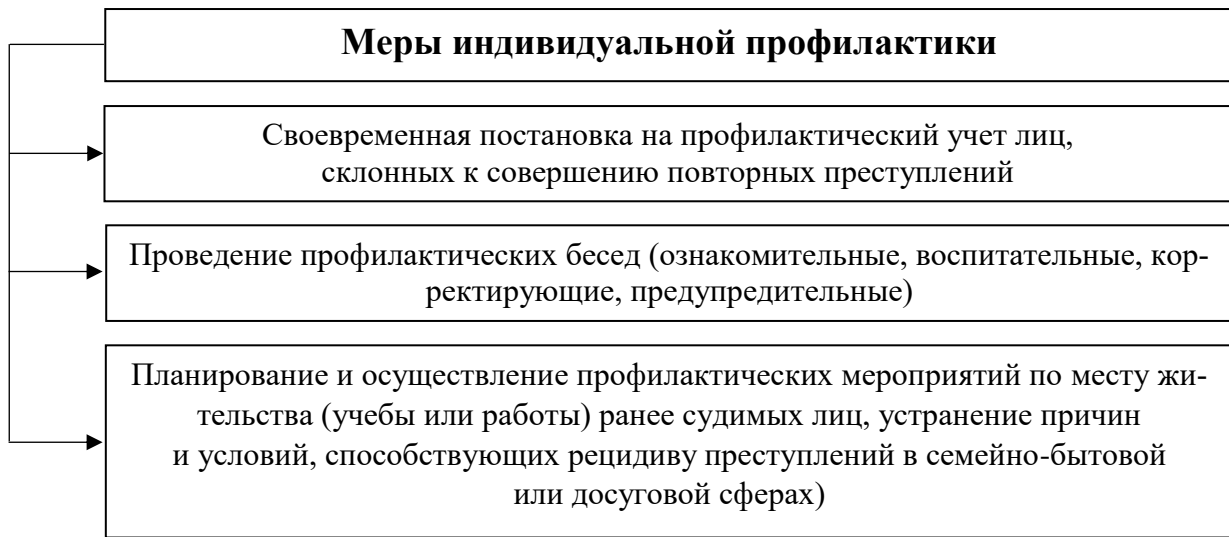 Меры индивидуальной профилактики
Своевременная постановка на профилактический учет лиц,
склонных к совершению повторных преступлений
Проведение профилактических бесед (ознакомительные, воспитательные, кор-
ректирующие, предупредительные)
Планирование и осуществление профилактических мероприятий по месту жи-
тельства (учебы или работы) ранее судимых лиц, устранение причин
и условий, способствующих рецидиву преступлений в семейно-бытовой
или досуговой сферах)